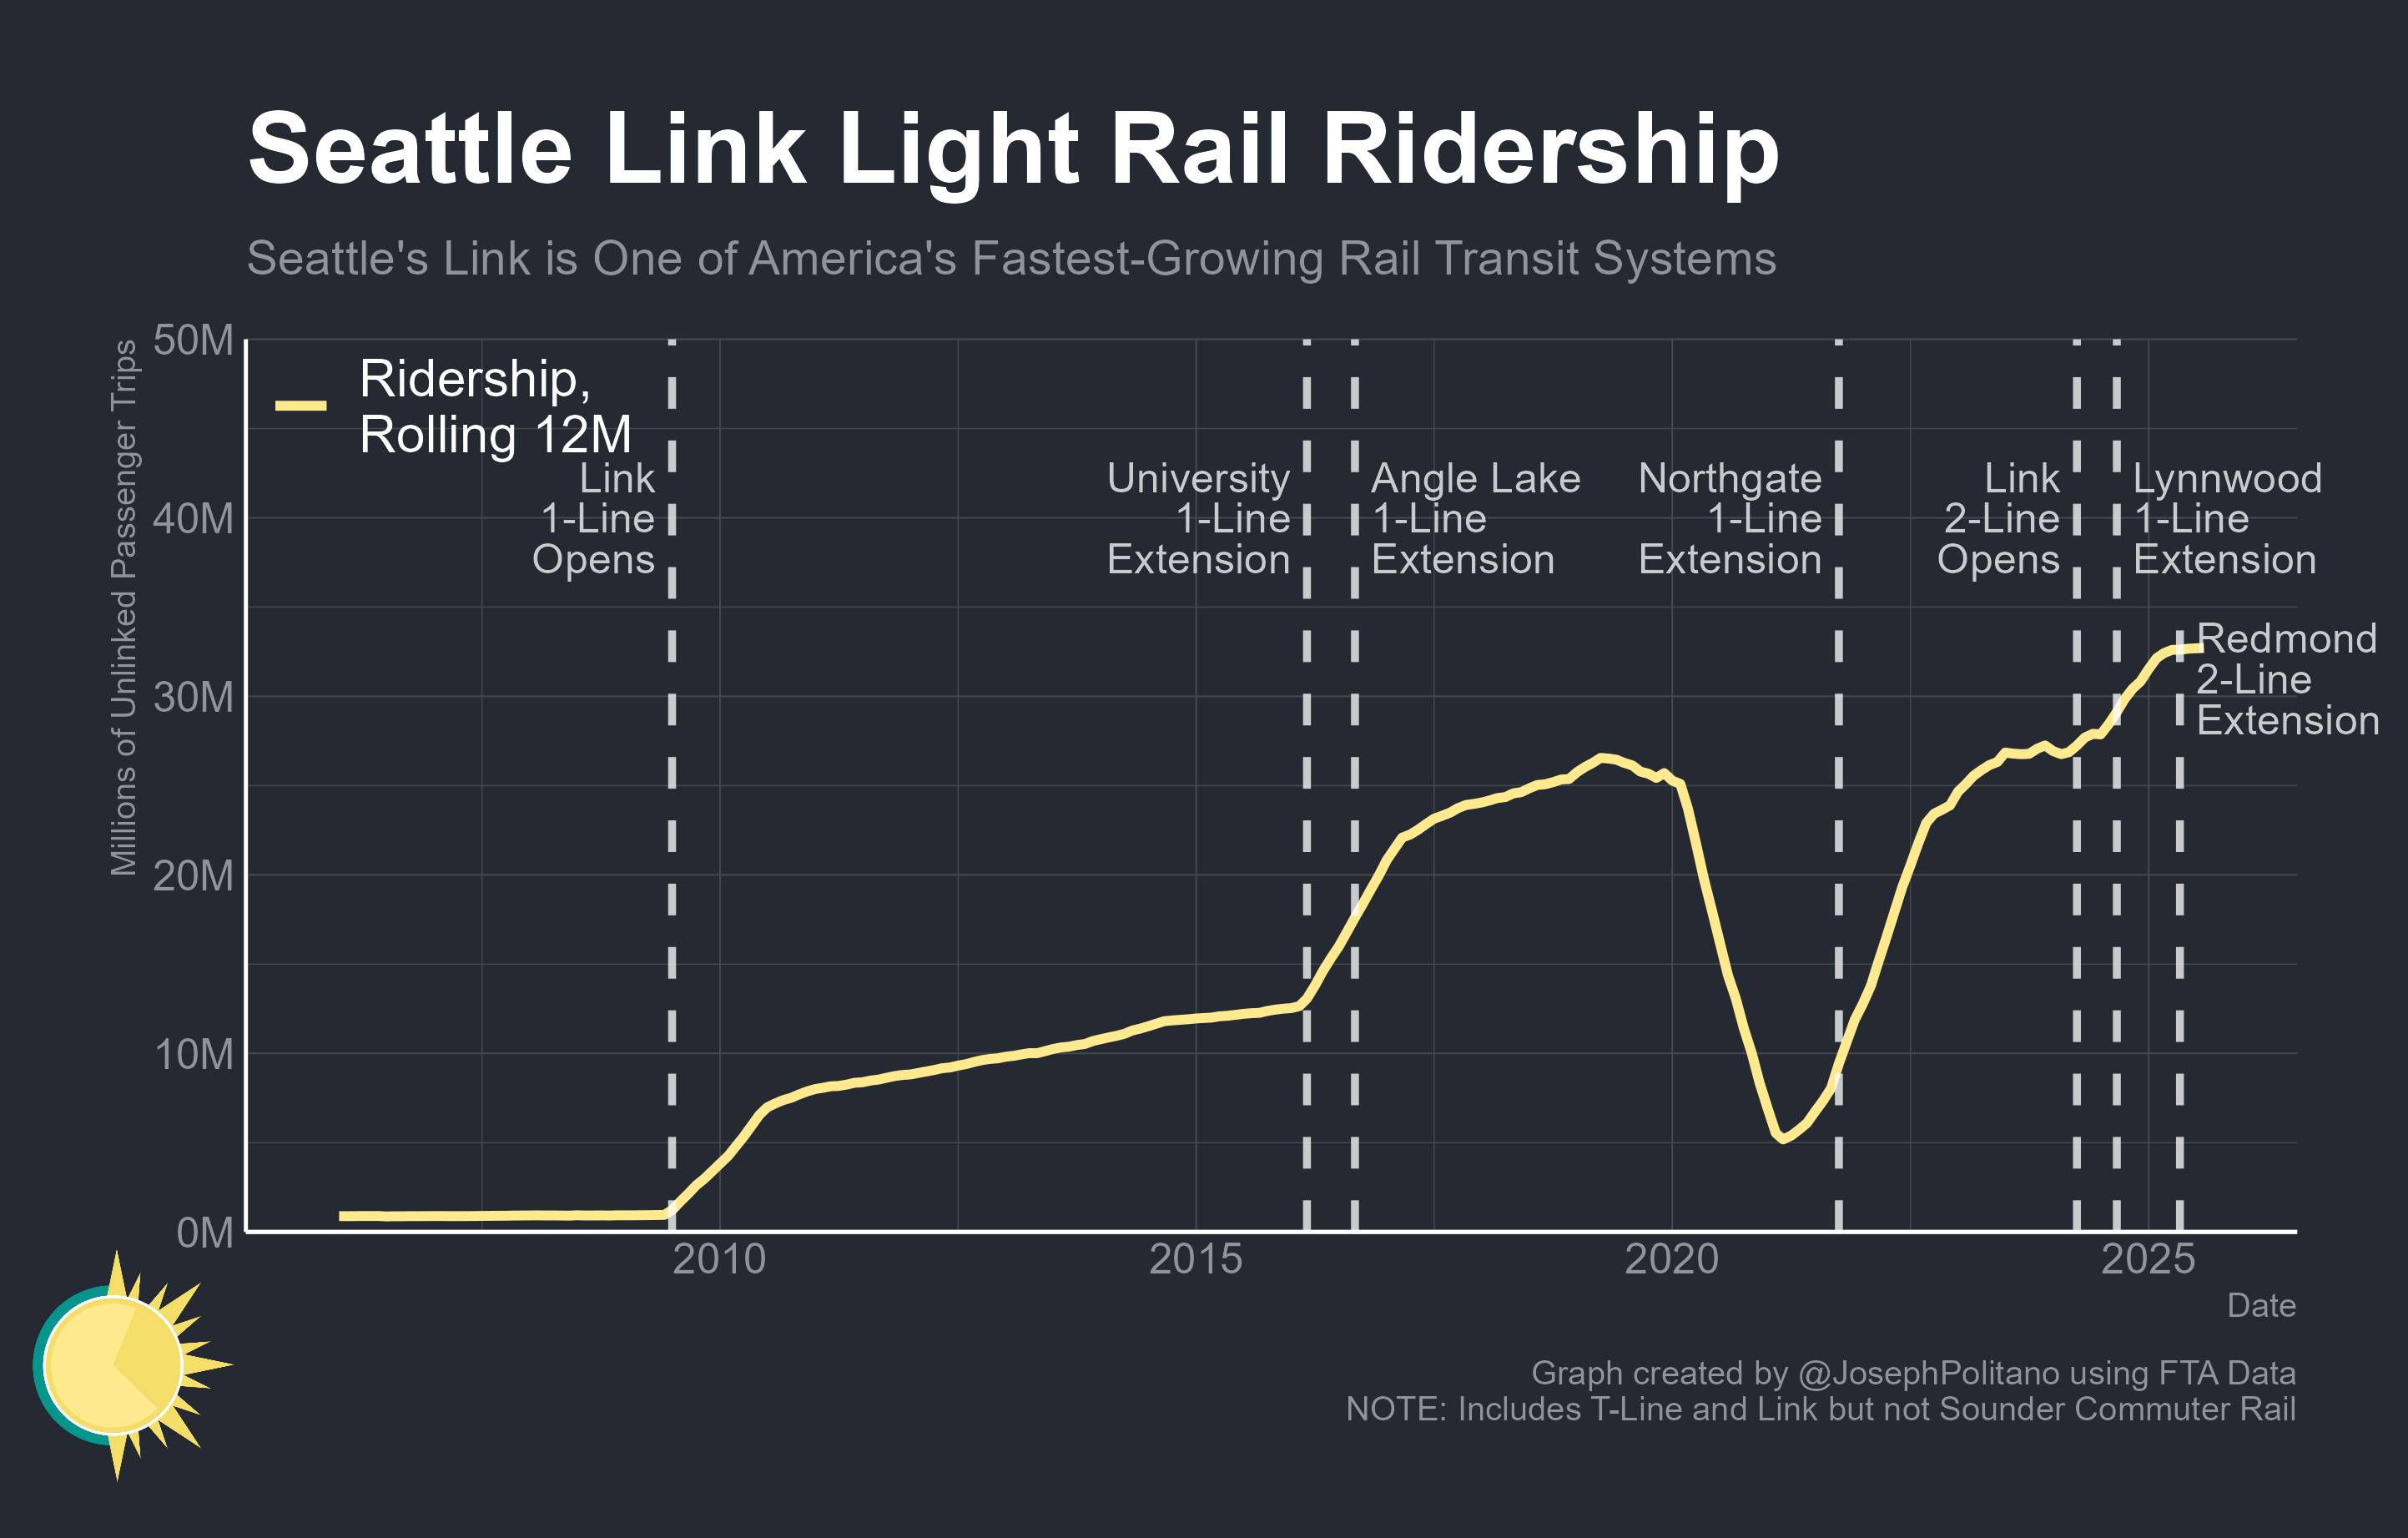 Seattle Link Light Rail Ridership
Seattle's Link is One of America's Fastest-Growing Rail Transit Systems
Millions of Unlinked Passenger Trips
50M
40M
30M
20M
10M
0M
Ridership,
Rolling 12M
Link
1-Line
Opens
University
1-Line
Extension
Angle Lake
1-Line
Extension
Northgate
1-Line
Extension
Link
2-Line
Opens
Lynnwood
1-Line
Extension
Redmond
2-Line
Extension
2010
2015
2020
2025
Date
Graph created by @JosephPolitano using FTA Data
NOTE: Includes T-Line and Link but not Sounder Commuter Rail